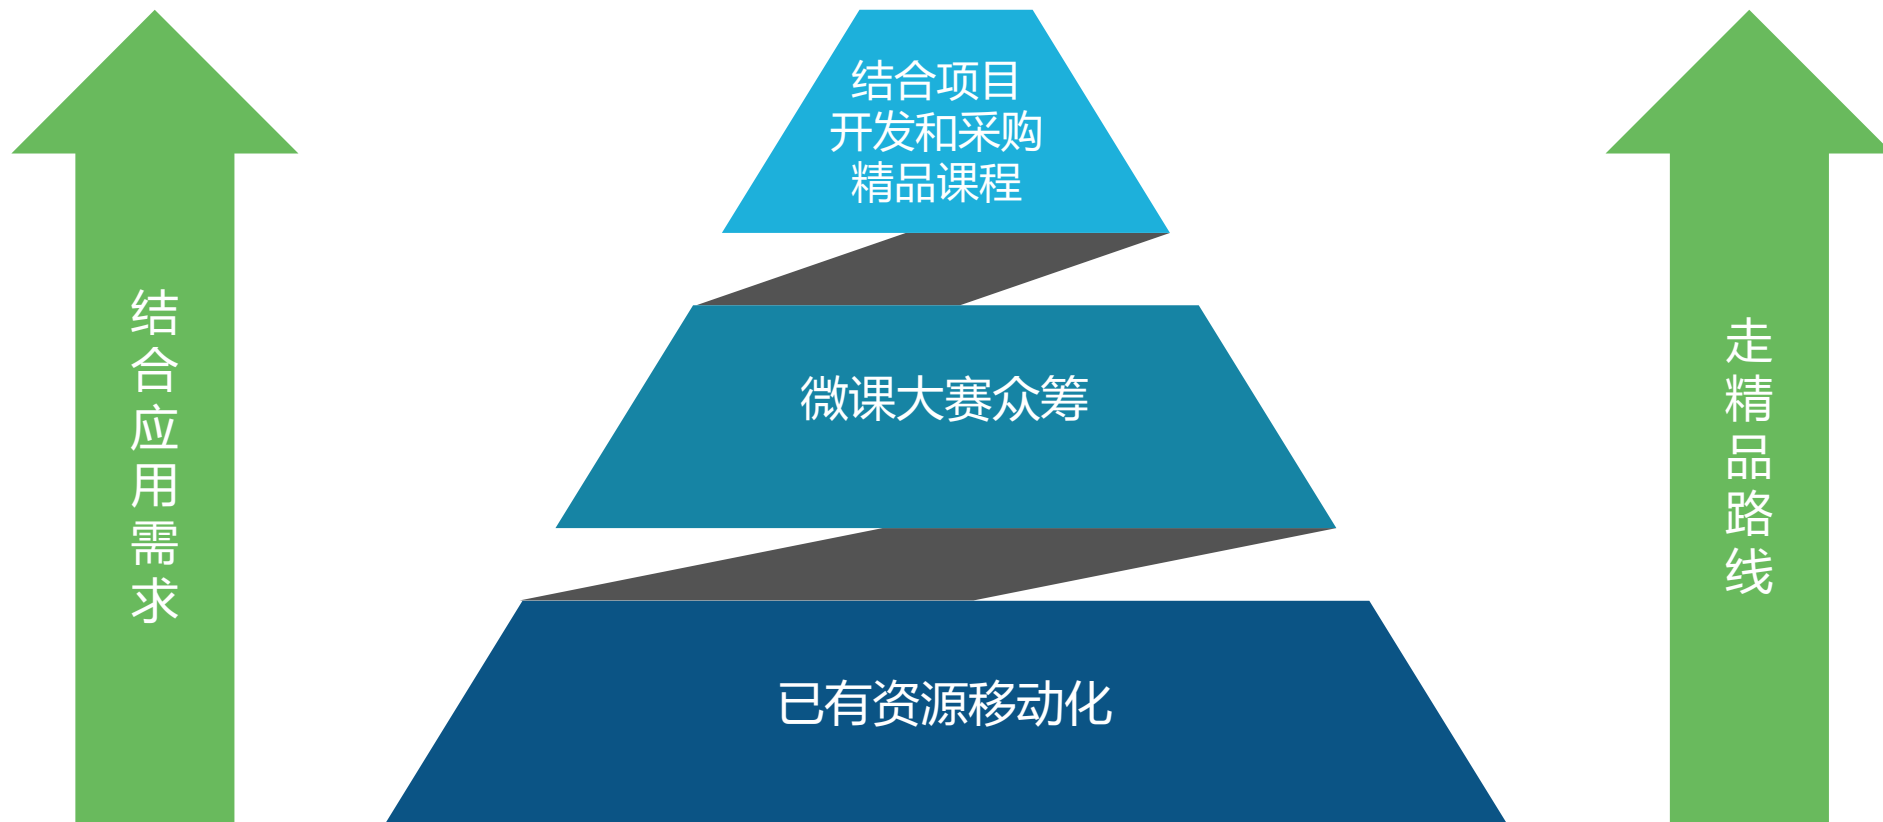 结合项目
开发和采购
精品课程
微课大赛众筹
已有资源移动化
结合应用需求
走精品路线